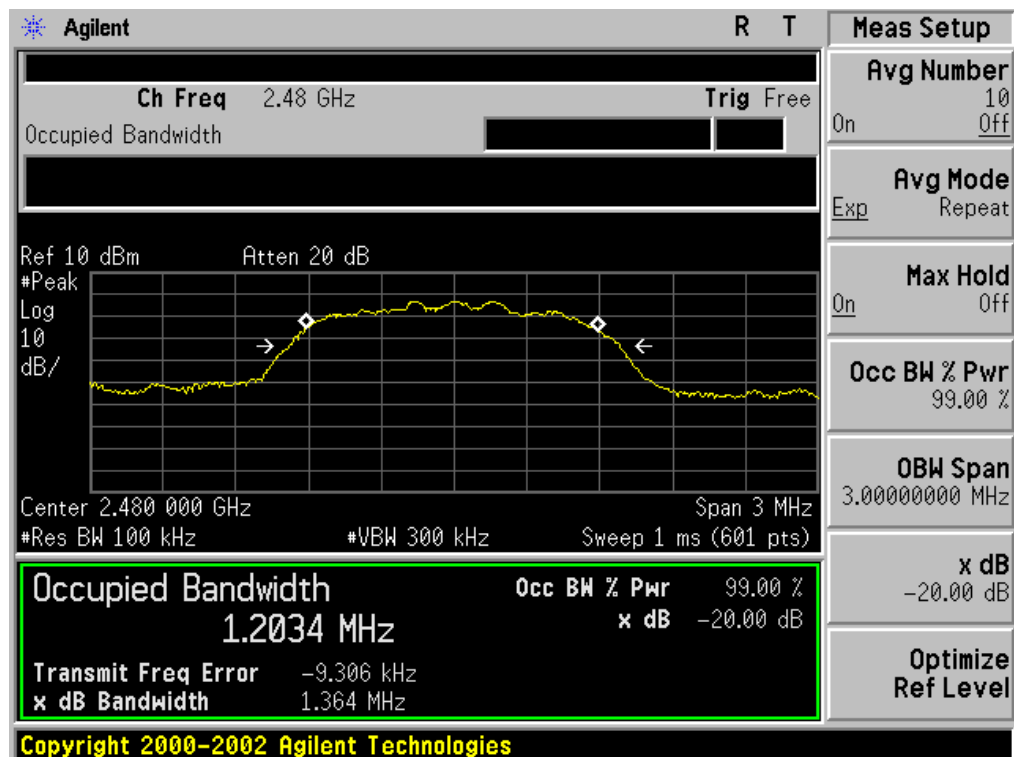 Agilent R T
Ch Freq 2.48 GHz Trig Free
Occupied Bandwidth
Ref 10 dBm Atten 20 dB
#Peak
Log
10
dB/
Center 2.480 000 GHz Span 3 MHz
#Res BW 100 kHz #VBW 300 kHz Sweep 1 ms (601 pts)
Occupied Bandwidth Occ BW % Pwr 99.00 %
1.2034 MHz x dB -20.00 dB
Transmit Freq Error -9.306 kHz
x dB Bandwidth 1.364 MHz
Copyright 2000-2002 Agilent Technologies
Meas Setup
Avg Number
10
On Off
Avg Mode
Exp Repeat
Max Hold
On Off
Occ BW % Pwr
99.00 %
OBW Span
3.00000000 MHz
x dB
-20.00 dB
Optimize
Ref Level